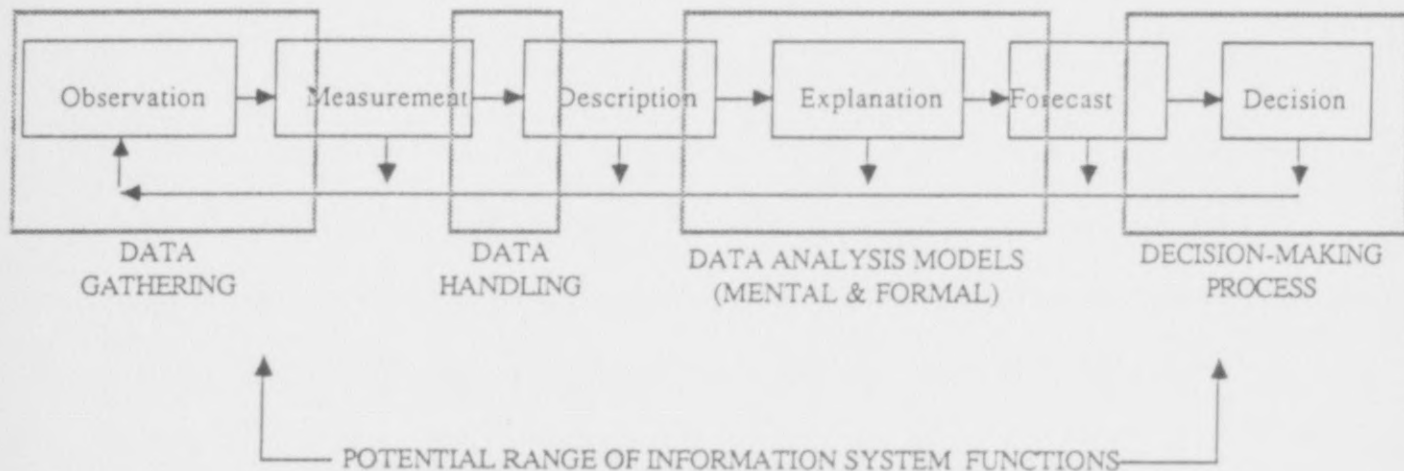 Observation Measurement Description Explanation Forecast Decision
DATA
GATHERING
DATA
HANDLING
DATA ANALYSIS MODELS
(MENTAL & FORMAL)
DECISION-MAKING
PROCESS
POTENTIAL RANGE OF INFORMATION SYSTEM FUNCTIONS